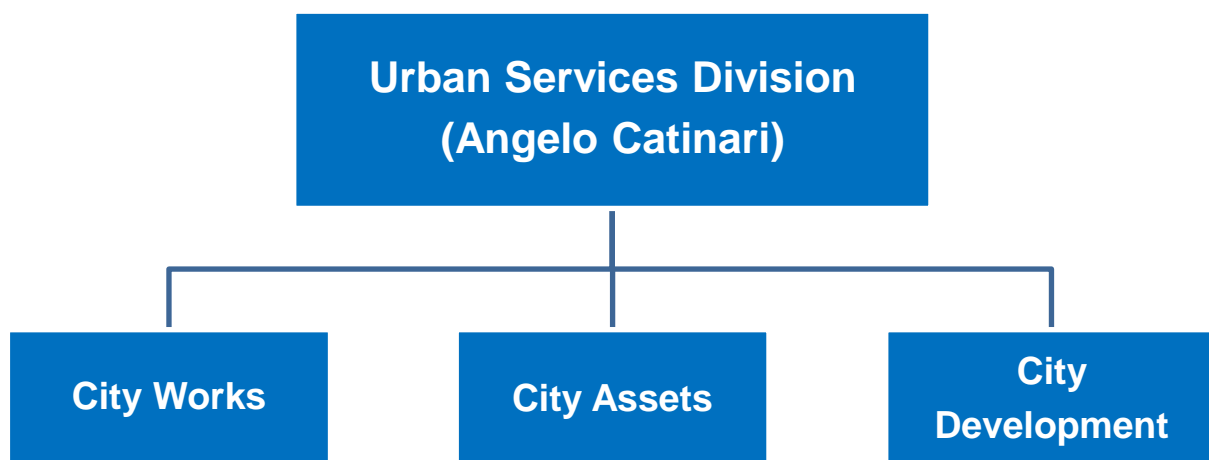 Urban Services Division
(Angelo Catinari)
City Works
City Assets
City
Development